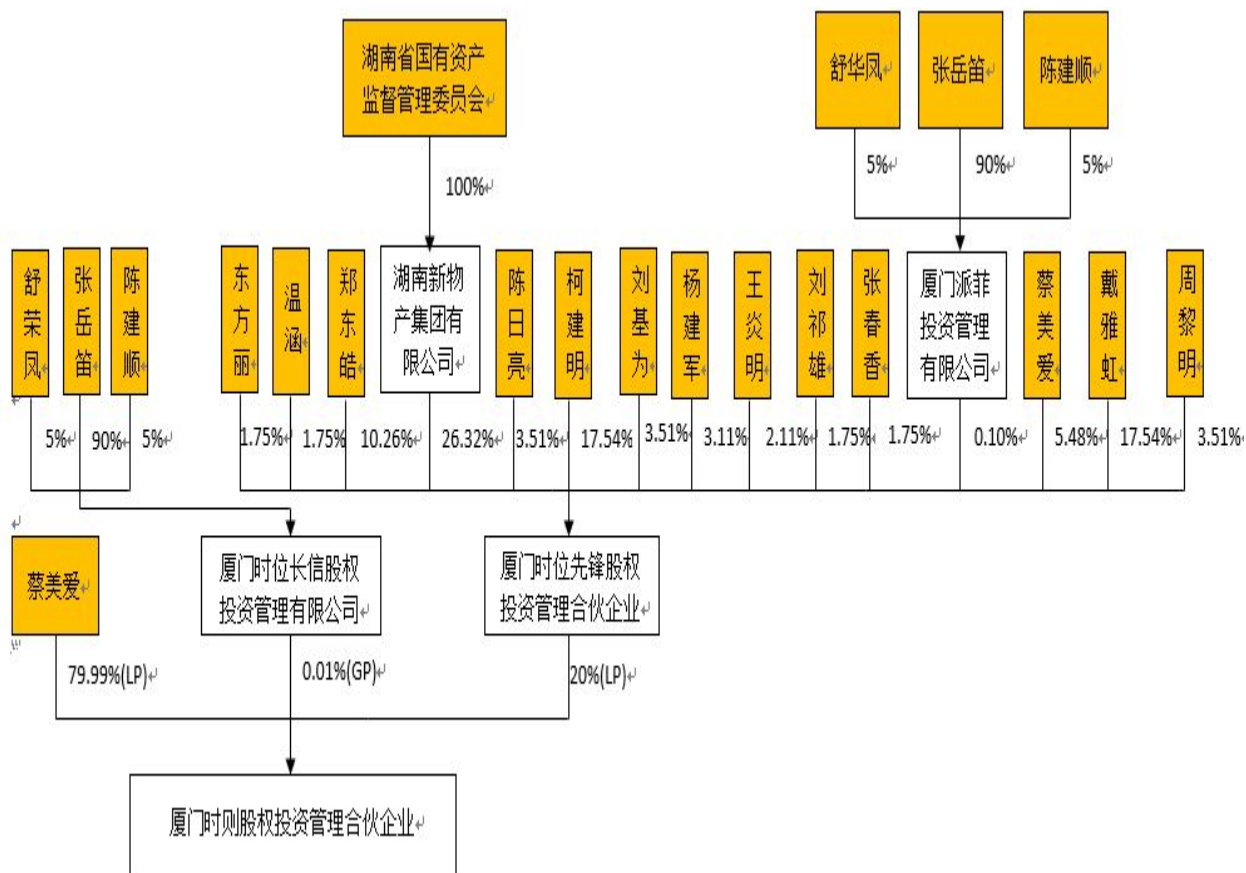 湖南省国有资产
监督管理委员会
舒华凤
张岳笛
陈建顺
100%
5%
90%
5%
舒荣凤
张岳笛
陈建顺
东方丽
温涵
郑东皓
湖南新物
产集团有
限公司
陈日亮
柯建明
刘基为
杨建军
王炎明
刘祁雄
张春香
厦门派菲
投资管理
有限公司
蔡美爱
戴雅虹
周黎明
5%
90%
5%
1.75%
1.75%
10.26%
26.32%
3.51%
17.54%
3.51%
3.11%
2.11%
1.75%
1.75%
0.10%
5.48%
17.54%
3.51%
蔡美爱
厦门时位长信股权
投资管理有限公司
厦门时位先锋股权
投资管理合伙企业
79.99%(LP)
0.01%(GP)
20%(LP)
厦门时则股权投资管理合伙企业